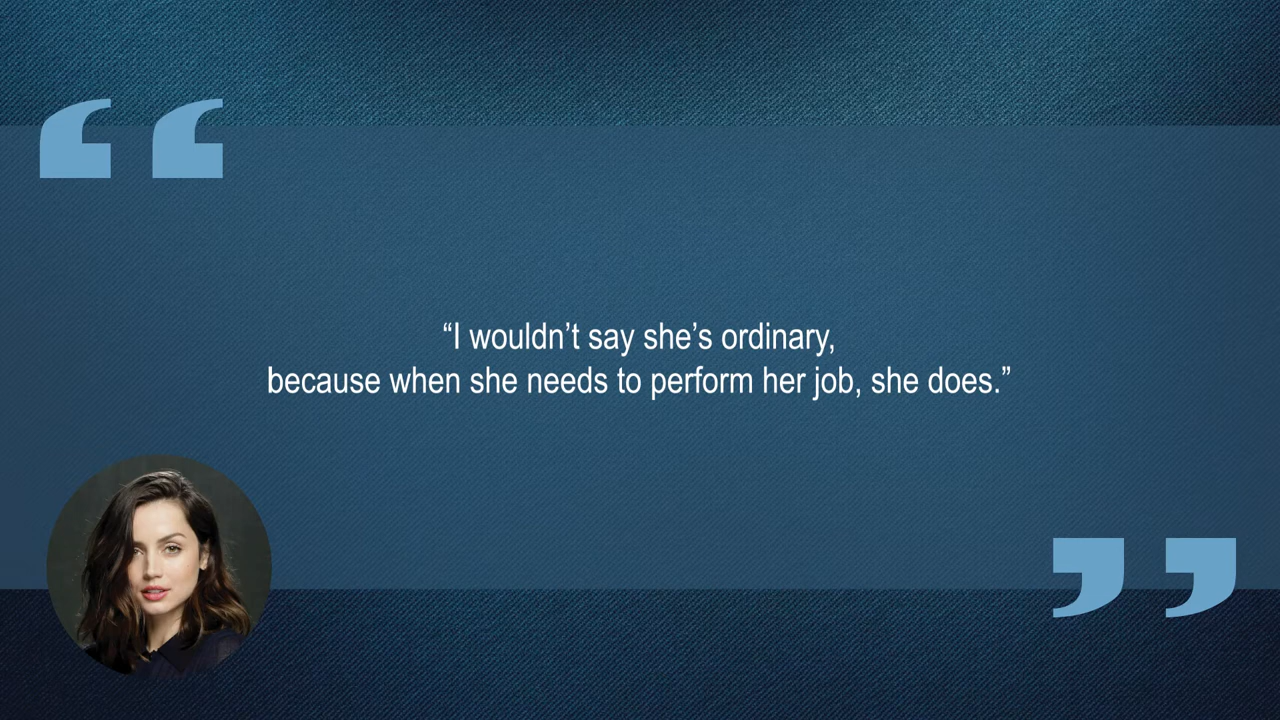 “I wouldn’t say she’s ordinary,
because when she needs to perform her job, she does.”